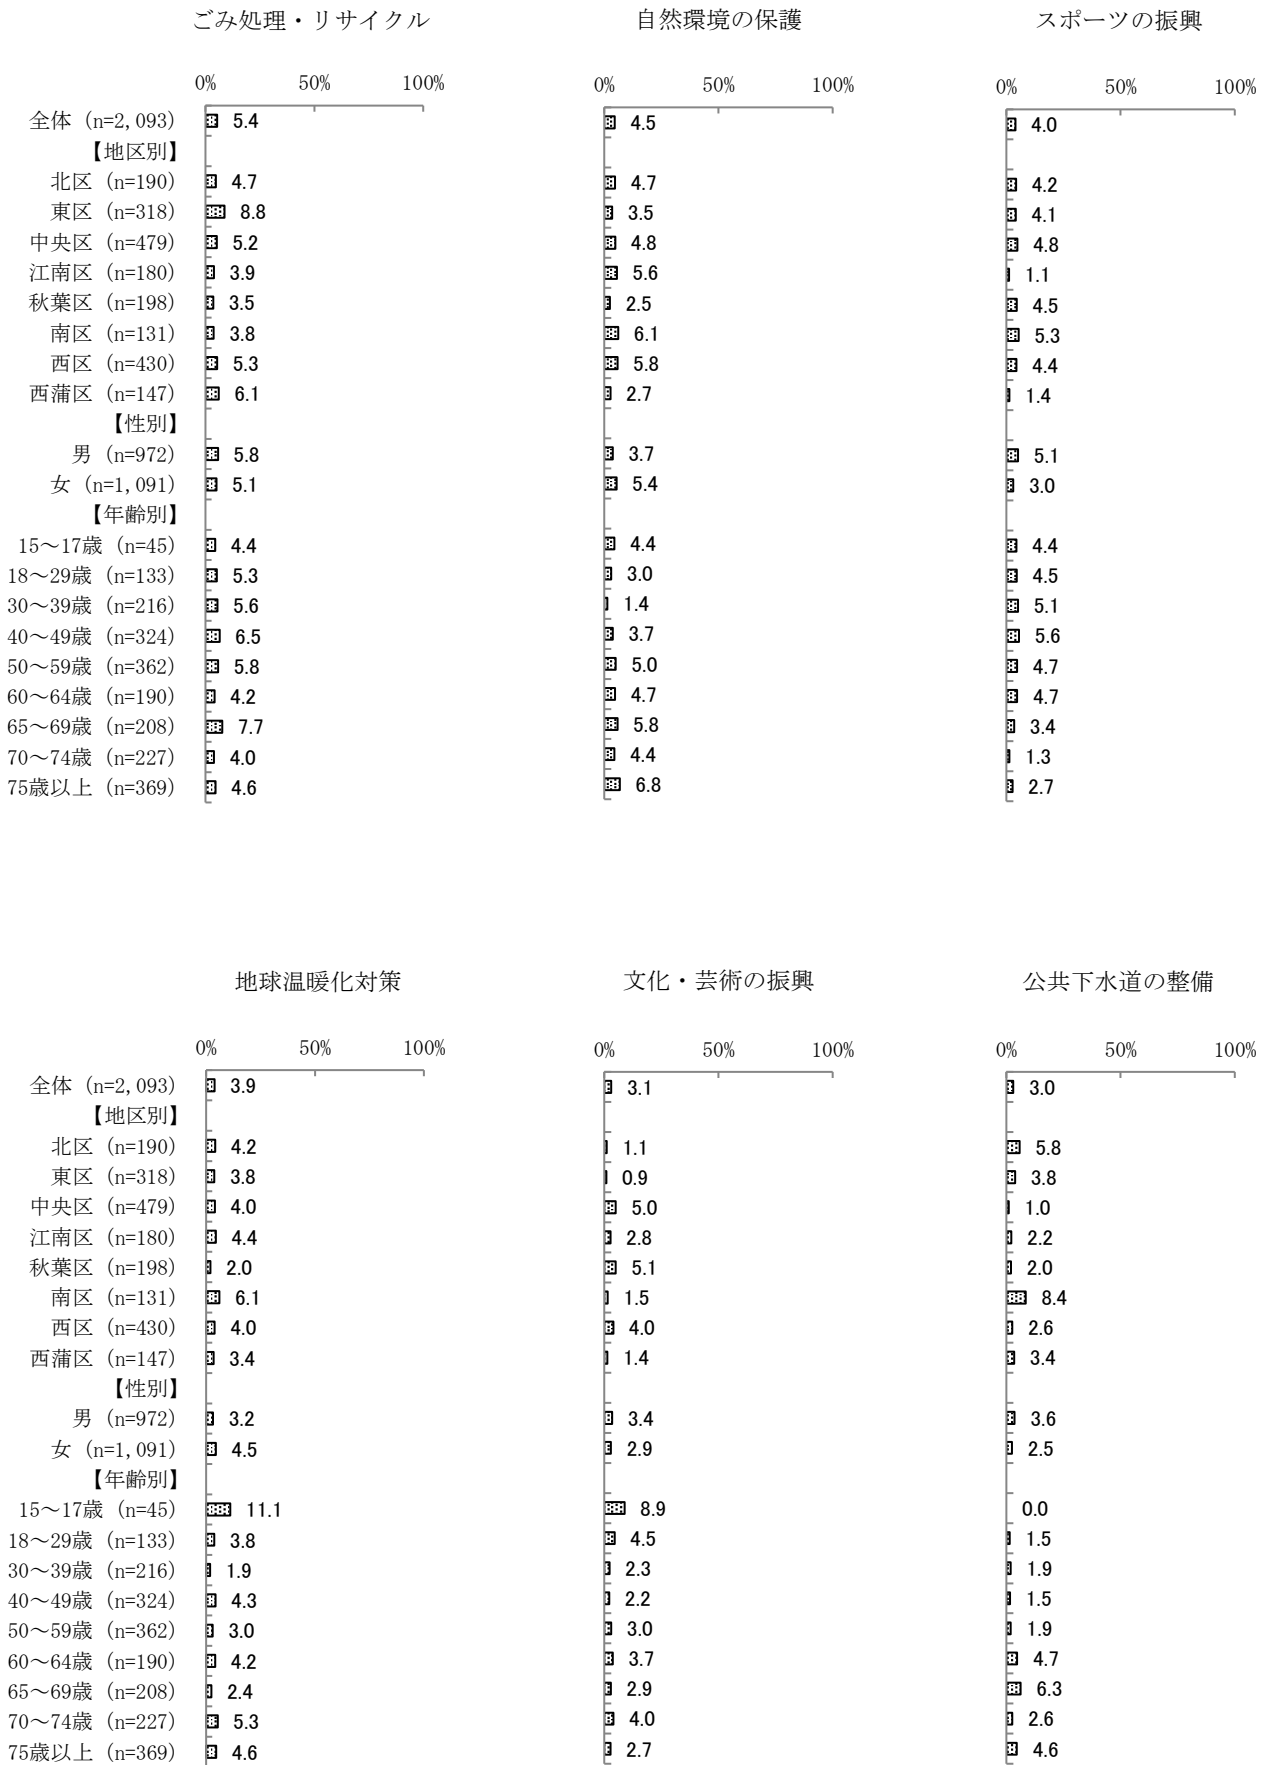 ごみ処理・リサイクル 自然環境の保護 スポーツの振興
0% 50% 100% 0% 50% 100% 0% 50% 100%
全体 (n=2,093) 5.4 4.5 4.0
【地区別】
北区 (n=190) 4.7 4.7 4.2
東区 (n=318) 8.8 3.5 4.1
中央区 (n=479) 5.2 4.8 4.8
江南区 (n=180) 3.9 5.6 1.1
秋葉区 (n=198) 3.5 2.5 4.5
南区 (n=131) 3.8 6.1 5.3
西区 (n=430) 5.3 5.8 4.4
西蒲区 (n=147) 6.1 2.7 1.4
【性別】
男 (n=972) 5.8 3.7 5.1
女 (n=1,091) 5.1 5.4 3.0
【年齢別】
15～17歳 (n=45) 4.4 4.4 4.4
18～29歳 (n=133) 5.3 3.0 4.5
30～39歳 (n=216) 5.6 1.4 5.1
40～49歳 (n=324) 6.5 3.7 5.6
50～59歳 (n=362) 5.8 5.0 4.7
60～64歳 (n=190) 4.2 4.7 4.7
65～69歳 (n=208) 7.7 5.8 3.4
70～74歳 (n=227) 4.0 4.4 1.3
75歳以上 (n=369) 4.6 6.8 2.7
地球温暖化対策 文化・芸術の振興 公共下水道の整備
0% 50% 100% 0% 50% 100% 0% 50% 100%
全体 (n=2,093) 3.9 3.1 3.0
【地区別】
北区 (n=190) 4.2 1.1 5.8
東区 (n=318) 3.8 0.9 3.8
中央区 (n=479) 4.0 5.0 1.0
江南区 (n=180) 4.4 2.8 2.2
秋葉区 (n=198) 2.0 5.1 2.0
南区 (n=131) 6.1 1.5 8.4
西区 (n=430) 4.0 4.0 2.6
西蒲区 (n=147) 3.4 1.4 3.4
【性別】
男 (n=972) 3.2 3.4 3.6
女 (n=1,091) 4.5 2.9 2.5
【年齢別】
15～17歳 (n=45) 11.1 8.9 0.0
18～29歳 (n=133) 3.8 4.5 1.5
30～39歳 (n=216) 1.9 2.3 1.9
40～49歳 (n=324) 4.3 2.2 1.5
50～59歳 (n=362) 3.0 3.0 1.9
60～64歳 (n=190) 4.2 3.7 4.7
65～69歳 (n=208) 2.4 2.9 6.3
70～74歳 (n=227) 5.3 4.0 2.6
75歳以上 (n=369) 4.6 2.7 4.6